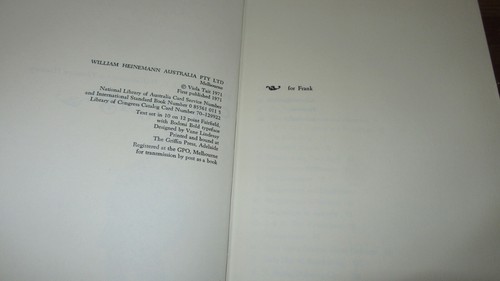 WILLIAM HEINEMANN AUSTRALIA PTY LTD
Melbourne
© Viola Tait 1971
First published 1971
National Library of Australia Card Service Number
and International Standard Book Number 0 85561 011 5
Library of Congress Catalog Card Number 70-120922
Text set in 10 on 12 point Fairfield,
with Bodoni Bold typeface
Designed by Vane Lindesay
Printed and bound at
The Griffin Press, Adelaide
Registered at the GPO, Melbourne
for transmission by post as a book
for Frank